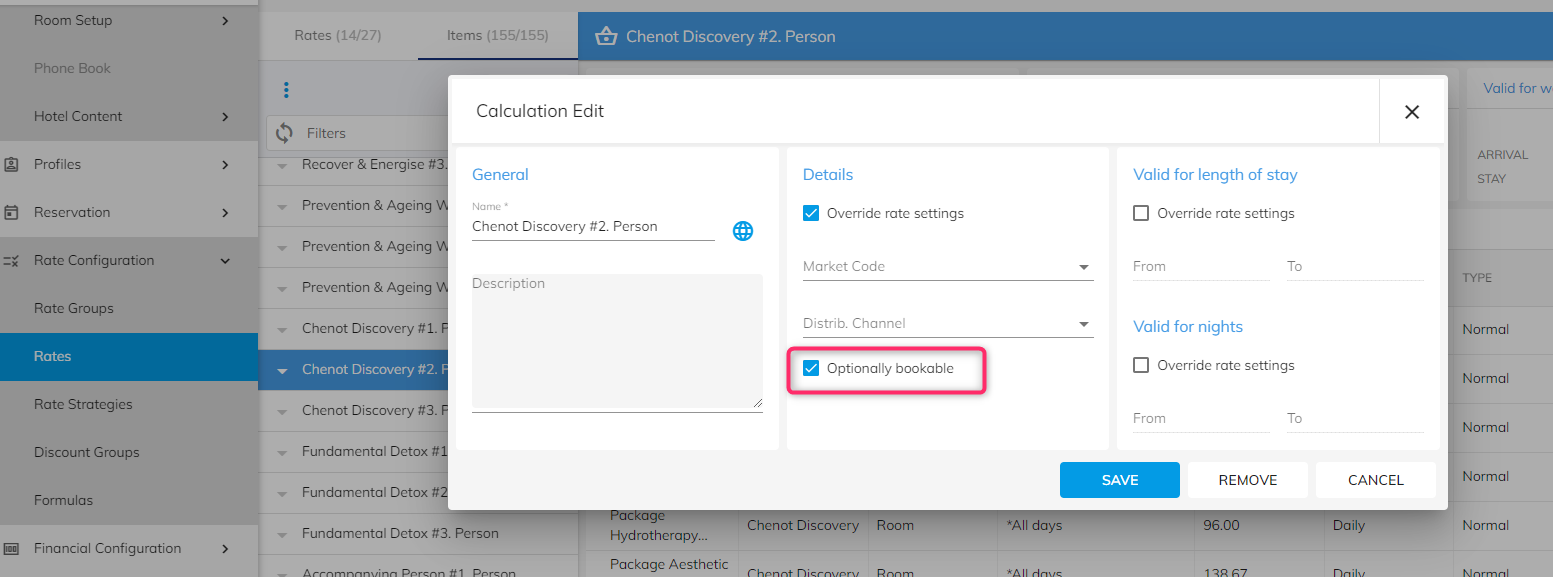 Room Setup
Phone Book
Hotel Content
Profiles
Reservation
Rate Configuration
Rate Groups
Rates
Rate Strategies
Discount Groups
Formulas
Financial Configuration
Rates (14/27)
Items (155/155)
Filters
Recover & Energise #3.
Prevention & Ageing W
Prevention & Ageing W
Prevention & Ageing W
Chenot Discovery #1. P
Chenot Discovery #2. P
Chenot Discovery #3. P
Fundamental Detox #1
Fundamental Detox #2
Fundamental Detox #3. Person
Accompanying Person #1. Person
Chenot Discovery #2. Person
Calculation Edit
General
Name *
Chenot Discovery #2. Person
Description
Details
Override rate settings
Market Code
Distrib. Channel
Optionally bookable
Valid for length of stay
Override rate settings
From To
Valid for nights
Override rate settings
From To
SAVE REMOVE CANCEL
Valid for w
ARRIVAL
STAY
TYPE
Normal
Normal
Normal
Normal
Package
Hydrotherapy... Chenot Discovery Room *All days 96.00 Daily Normal
Package Aesthetic
Chenot Discovery Room *All days 138.67 Daily Normal